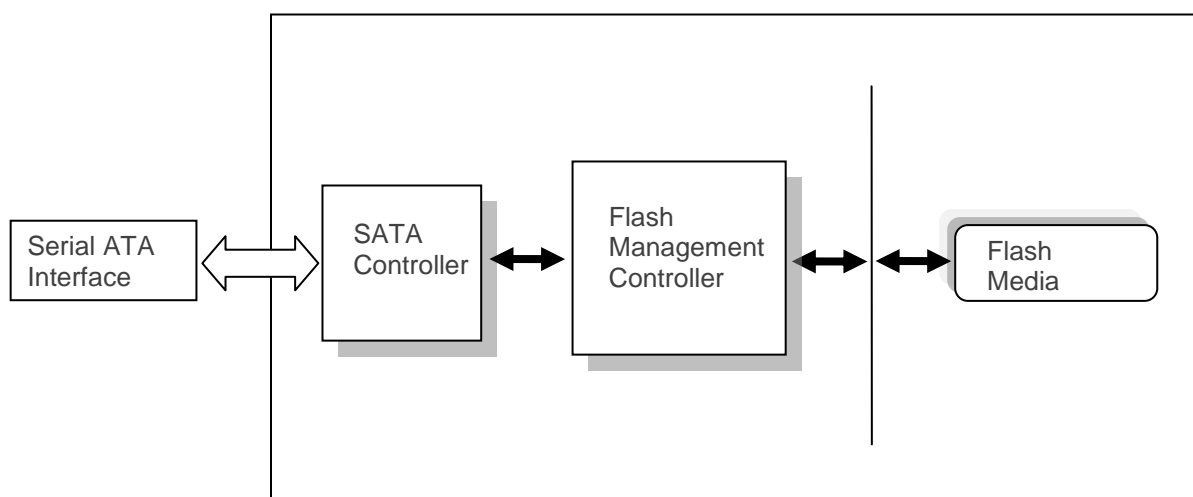 Serial ATA
Interface
SATA
Controller
Flash
Management
Controller
Flash
Media